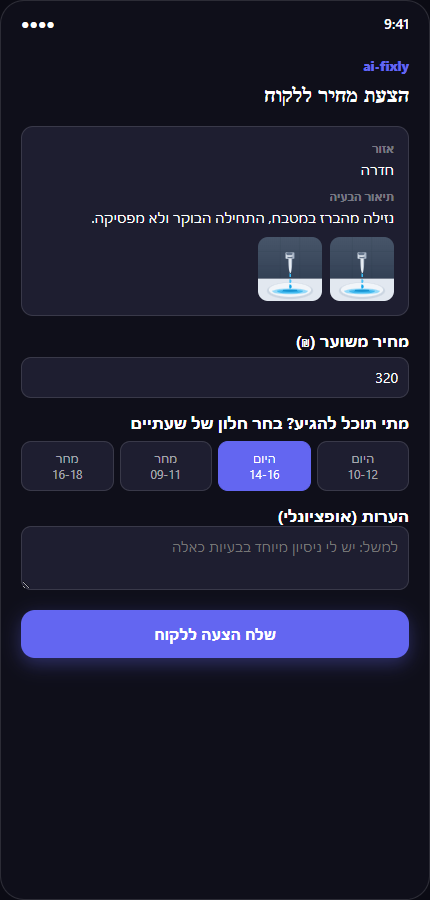 9:41
ai-fixly
הצעת מחיר ללקוח
אזור
חדרה
תיאור הבעיה
נזילה מהברז במטבח, התחילה הבוקר ולא מפסיקה.
מחיר משוער (₪)
320
מתי תוכל להגיע? בחר חלון של שעתיים
היום
10-12
היום
14-16
מחר
09-11
מחר
16-18
הערות (אופציונלי)
למשל: יש לי ניסיון מיוחד בבעיות כאלה
שלח הצעה ללקוח